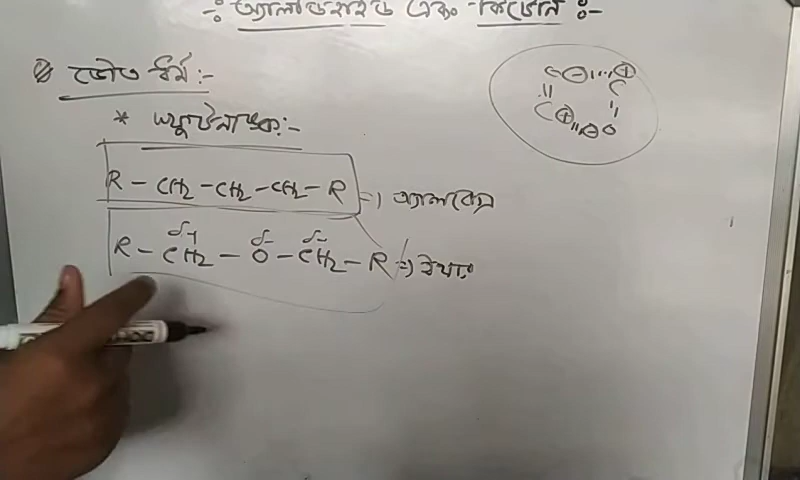 -: অ্যালডিহাইড এবং কিটোন :-
ভৌত ধর্ম :-
* স্ফুটনাঙ্ক :-
R - CH₂ - CH₂ - CH₂ - R => অ্যালকেন
δ+ δ- δ-
R - CH₂ - O - CH₂ - R => ইথার